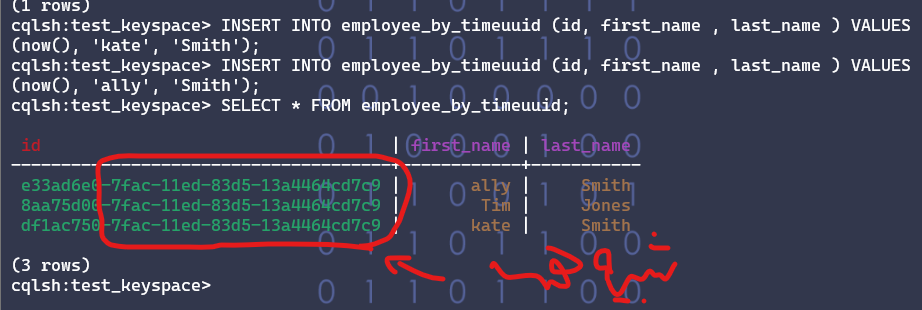 (1 rows)
cqlsh:test_keyspace> INSERT INTO employee_by_timeuuid (id, first_name , last_name ) VALUES
(now(), 'kate', 'Smith');
cqlsh:test_keyspace> INSERT INTO employee_by_timeuuid (id, first_name , last_name ) VALUES
(now(), 'ally', 'Smith');
cqlsh:test_keyspace> SELECT * FROM employee_by_timeuuid;
id | first_name | last_name
--------------------------------------+------------+-----------
e33ad6e0-7fac-11ed-83d5-13a4464cd7c9 | ally | Smith
8aa75d00-7fac-11ed-83d5-13a4464cd7c9 | Tim | Jones
df1ac750-7fac-11ed-83d5-13a4464cd7c9 | kate | Smith
(3 rows)
cqlsh:test_keyspace>